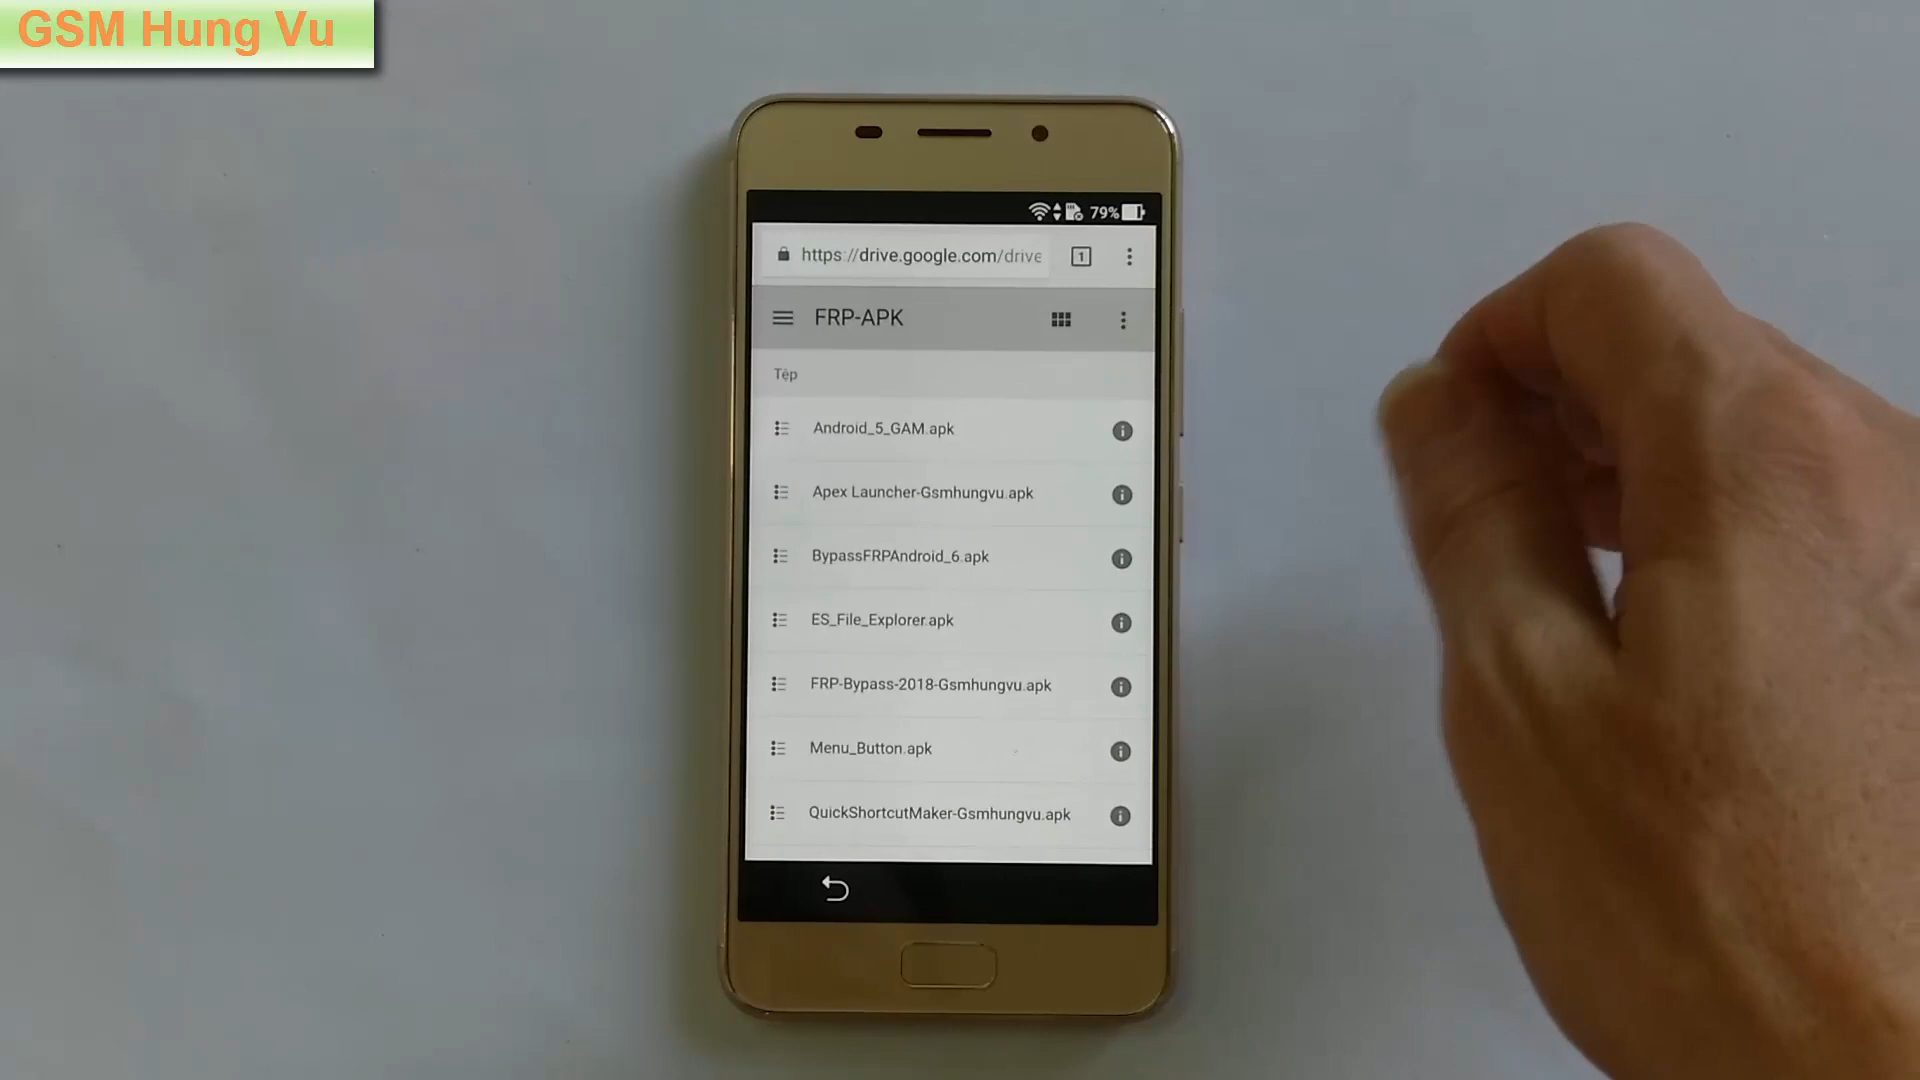 GSM Hung Vu
79%
https://drive.google.com/drive
1
FRP-APK
Tệp
Android_5_GAM.apk
Apex Launcher-Gsmhungvu.apk
BypassFRPAndroid_6.apk
ES_File_Explorer.apk
FRP-Bypass-2018-Gsmhungvu.apk
Menu_Button.apk
QuickShortcutMaker-Gsmhungvu.apk